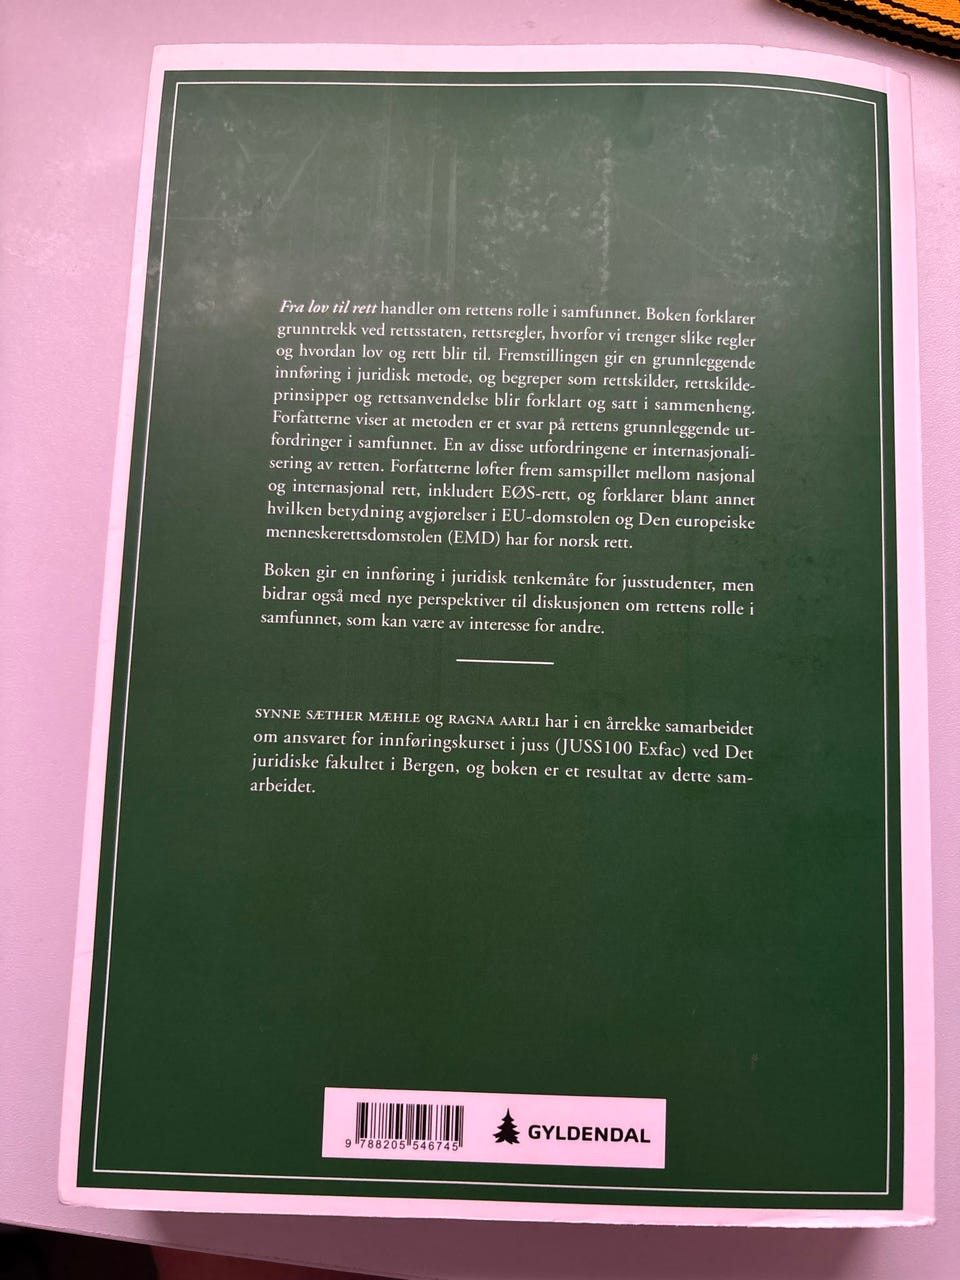 Fra lov til rett handler om rettens rolle i samfunnet. Boken forklarer
grunntrekk ved rettsstaten, rettsregler, hvorfor vi trenger slike regler
og hvordan lov og rett blir til. Fremstillingen gir en grunnleggende
innføring i juridisk metode, og begreper som rettskilder, rettskilde-
prinsipper og rettsanvendelse blir forklart og satt i sammenheng.
Forfatterne viser at metoden er et svar på rettens grunnleggende ut-
fordringer i samfunnet. En av disse utfordringene er internasjonali-
sering av retten. Forfatterne løfter frem samspillet mellom nasjonal
og internasjonal rett, inkludert EØS-rett, og forklarer blant annet
hvilken betydning avgjørelser i EU-domstolen og Den europeiske
menneskerettsdomstolen (EMD) har for norsk rett.
Boken gir en innføring i juridisk tenkemåte for jusstudenter, men
bidrar også med nye perspektiver til diskusjonen om rettens rolle i
samfunnet, som kan være av interesse for andre.
SYNNE SÆTHER MÆHLE og RAGNA AARLI har i en årrekke samarbeidet
om ansvaret for innføringskurset i juss (JUSS100 Exfac) ved Det
juridiske fakultet i Bergen, og boken er et resultat av dette sam-
arbeidet.
9 788205 546745
GYLDENDAL